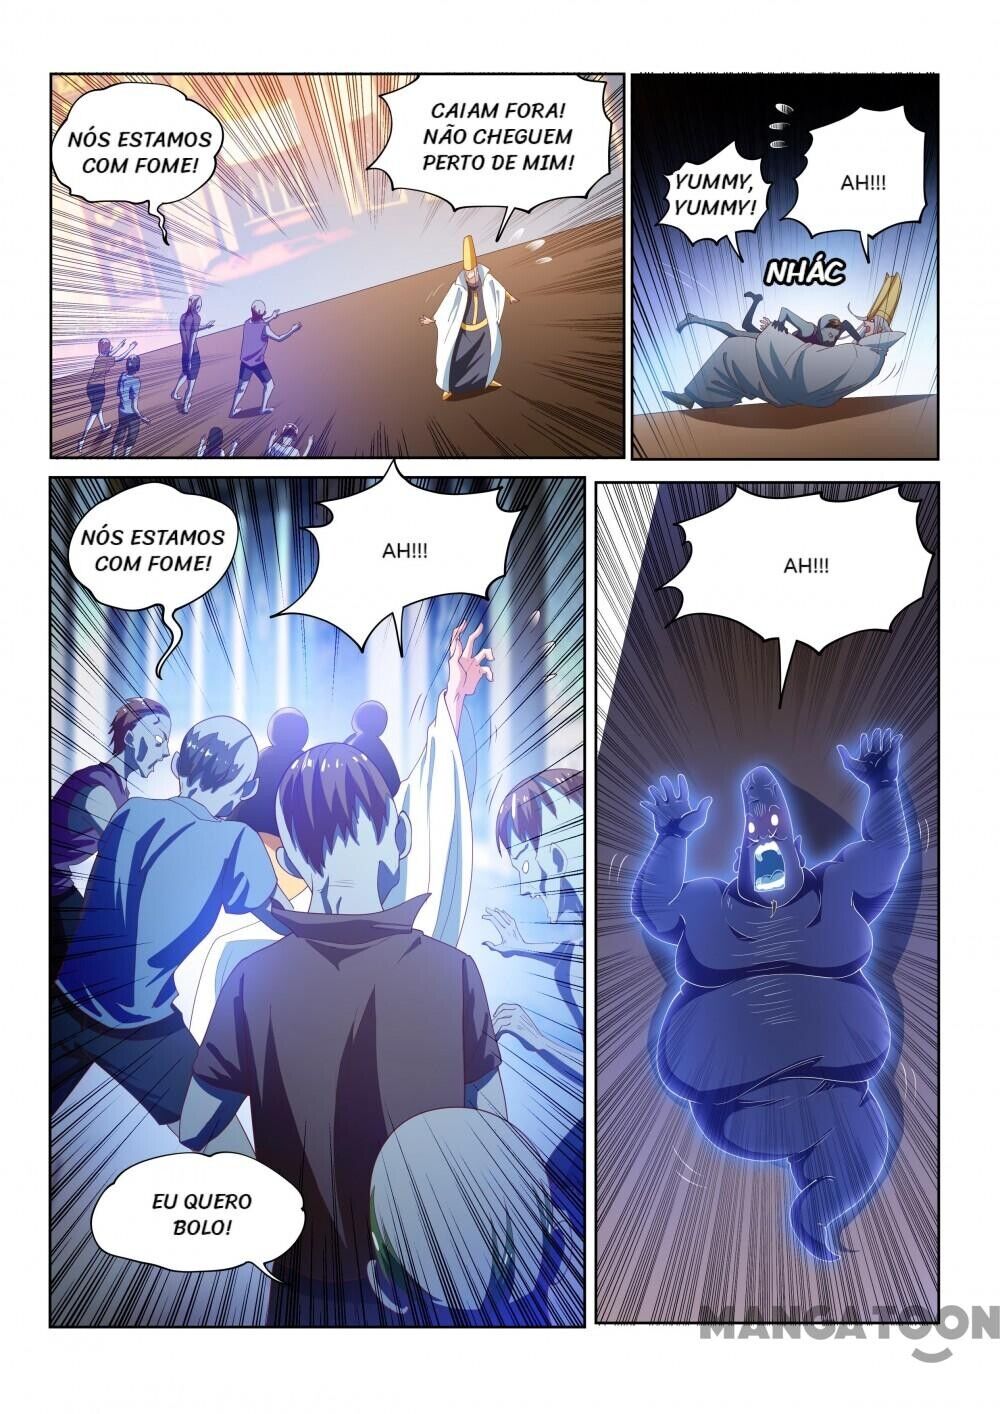 NÓS ESTAMOS
COM FOME!
CAIAM FORA!
NÃO CHEGUEM
PERTO DE MIM!
YUMMY,
YUMMY!
AH!!!
NHÁC
NÓS ESTAMOS
COM FOME!
AH!!!
EU QUERO
BOLO!
AH!!!
MANGATOON